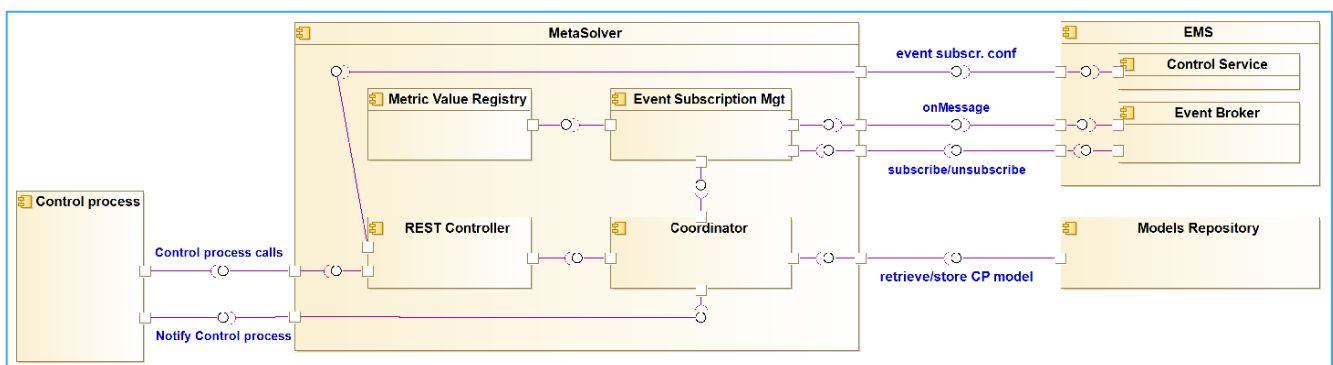 MetaSolver
EMS
event subscr. conf
Control Service
Metric Value Registry
Event Subscription Mgt
onMessage
Event Broker
subscribe/unsubscribe
Control process
REST Controller
Coordinator
Models Repository
Control process calls
retrieve/store CP model
Notify Control process